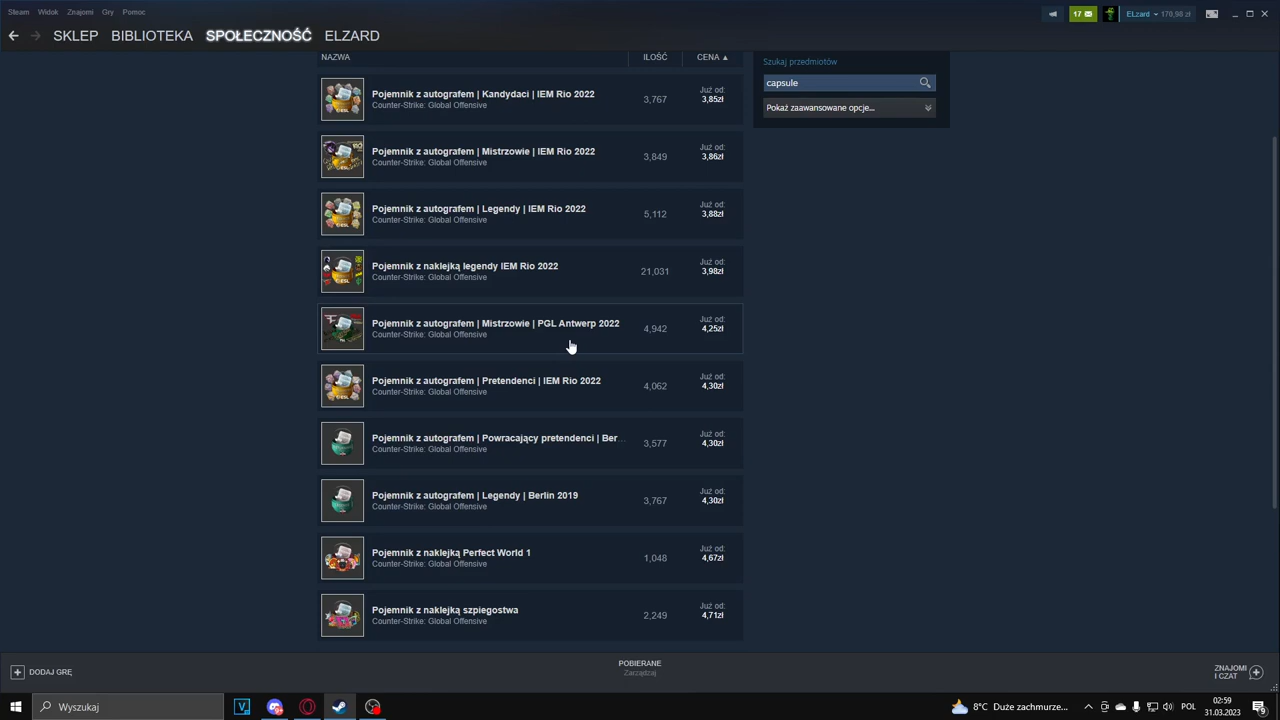 Steam Widok Znajomi Gry Pomoc
17 ELzard 170,98 zł
SKLEP BIBLIOTEKA SPOŁECZNOŚĆ ELZARD
NAZWA ILOŚĆ CENA ▲
Szukaj przedmiotów
capsule
Pokaż zaawansowane opcje...
Pojemnik z autografem | Kandydaci | IEM Rio 2022
Counter-Strike: Global Offensive
3,767
Już od:
3,85zł
Pojemnik z autografem | Mistrzowie | IEM Rio 2022
Counter-Strike: Global Offensive
3,849
Już od:
3,86zł
Pojemnik z autografem | Legendy | IEM Rio 2022
Counter-Strike: Global Offensive
5,112
Już od:
3,88zł
Pojemnik z naklejką legendy IEM Rio 2022
Counter-Strike: Global Offensive
21,031
Już od:
3,98zł
Pojemnik z autografem | Mistrzowie | PGL Antwerp 2022
Counter-Strike: Global Offensive
4,942
Już od:
4,25zł
Pojemnik z autografem | Pretendenci | IEM Rio 2022
Counter-Strike: Global Offensive
4,062
Już od:
4,30zł
Pojemnik z autografem | Powracający pretendenci | Ber...
Counter-Strike: Global Offensive
3,577
Już od:
4,30zł
Pojemnik z autografem | Legendy | Berlin 2019
Counter-Strike: Global Offensive
3,767
Już od:
4,30zł
Pojemnik z naklejką Perfect World 1
Counter-Strike: Global Offensive
1,048
Już od:
4,67zł
Pojemnik z naklejką szpiegostwa
Counter-Strike: Global Offensive
2,249
Już od:
4,71zł
DODAJ GRĘ
POBIERANE
Zarządzaj
ZNAJOMI
I CZAT
Wyszukaj
8°C Duże zachmurze...
POL
02:59
31.03.2023